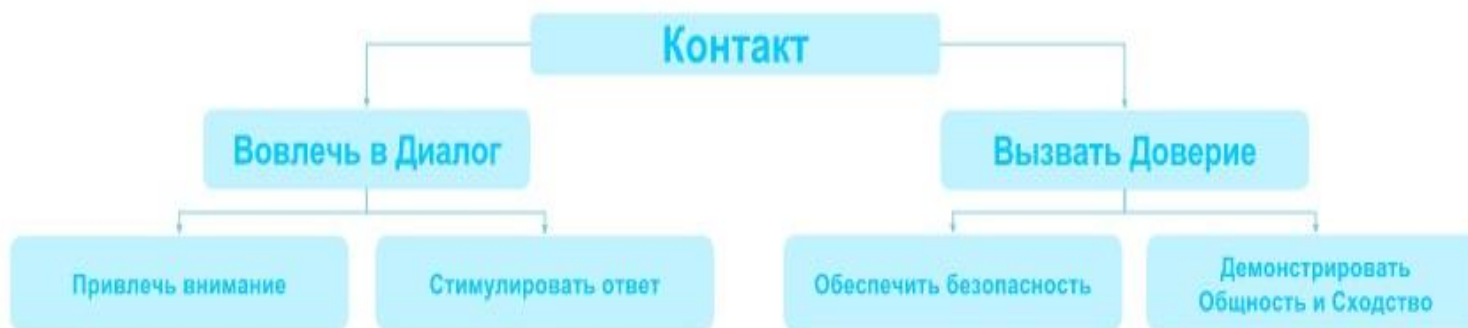 Контакт
Вовлечь в Диалог
Вызвать Доверие
Привлечь внимание
Стимулировать ответ
Обеспечить безопасность
Демонстрировать
Общность и Сходство